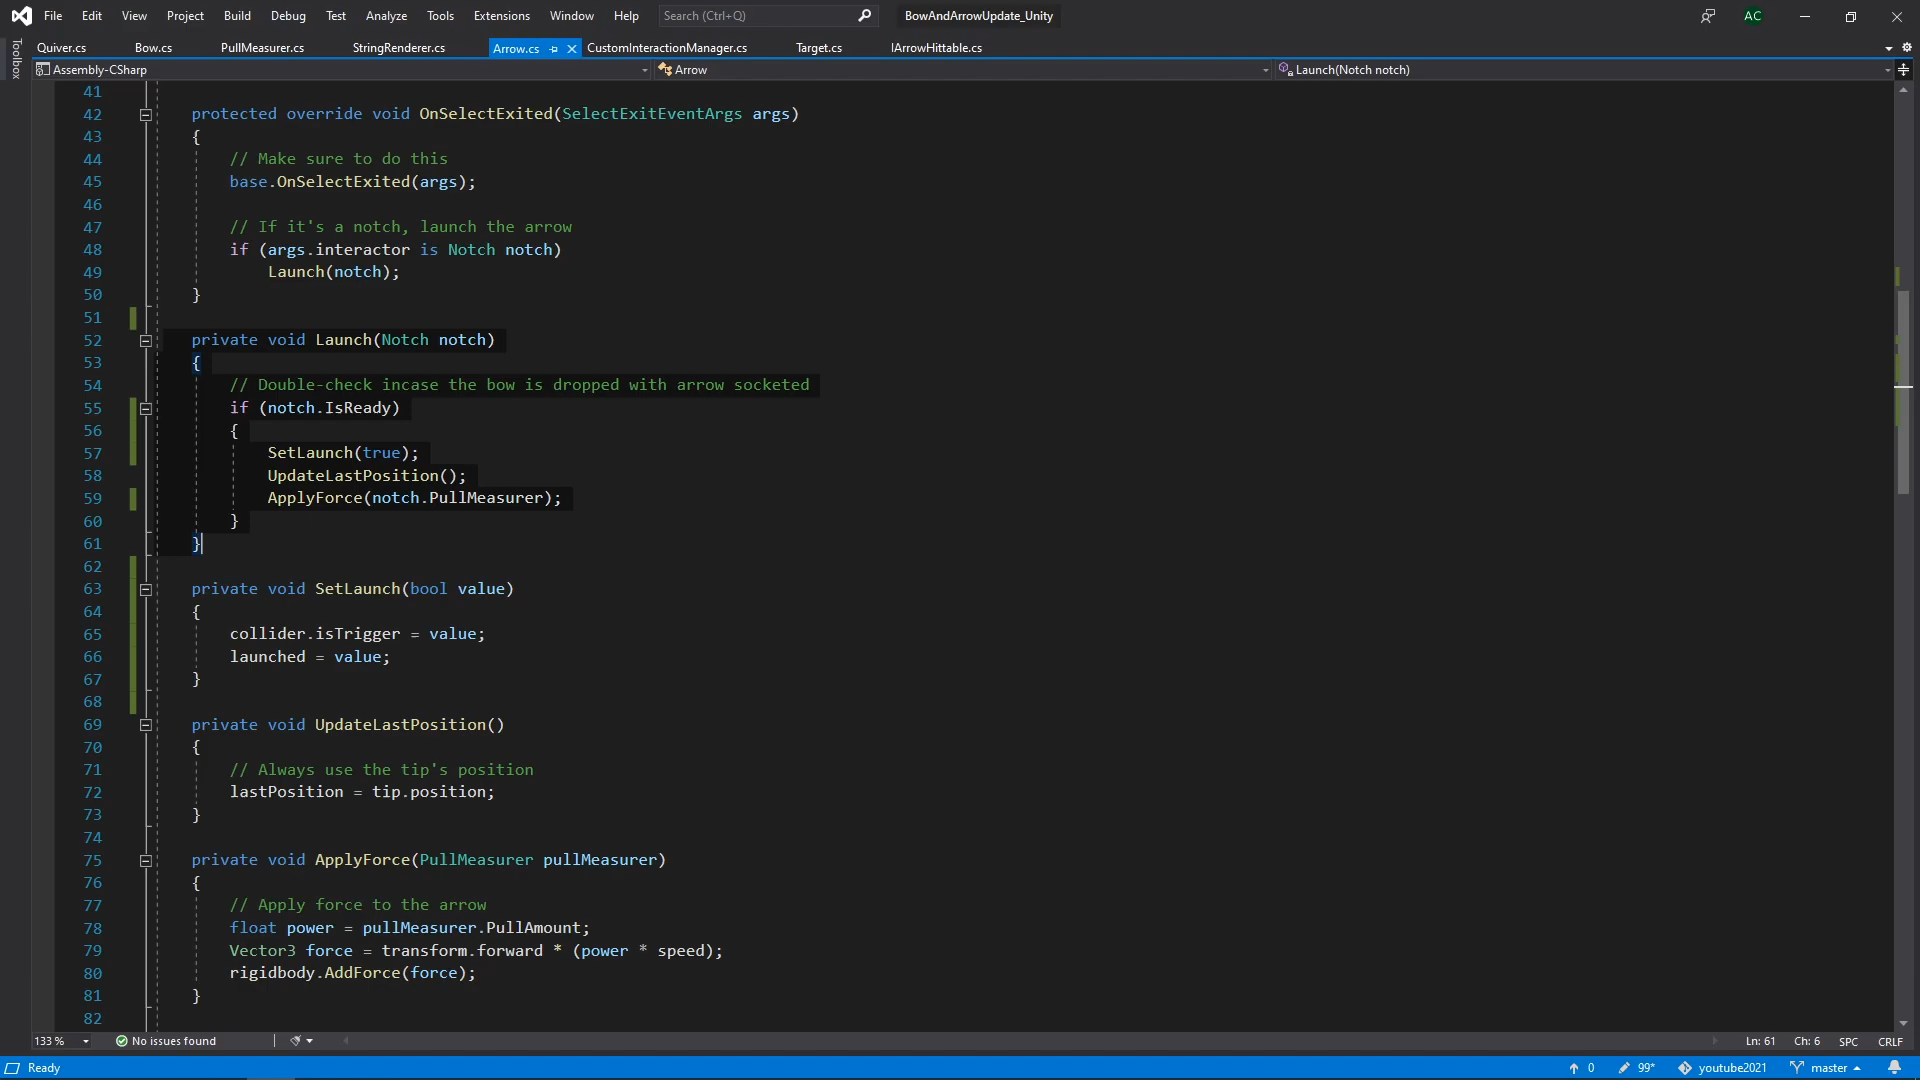 File Edit View Project Build Debug Test Analyze Tools Extensions Window Help Search (Ctrl+Q) BowAndArrowUpdate_Unity AC
Toolbox
Quiver.cs Bow.cs PullMeasurer.cs StringRenderer.cs Arrow.cs CustomInteractionManager.cs Target.cs IArrowHittable.cs
Assembly-CSharp Arrow Launch(Notch notch)
41
42 protected override void OnSelectExited(SelectExitEventArgs args)
43 {
44 // Make sure to do this
45 base.OnSelectExited(args);
46
47 // If it's a notch, launch the arrow
48 if (args.interactor is Notch notch)
49 Launch(notch);
50 }
51
52 private void Launch(Notch notch)
53 {
54 // Double-check incase the bow is dropped with arrow socketed
55 if (notch.IsReady)
56 {
57 SetLaunch(true);
58 UpdateLastPosition();
59 ApplyForce(notch.PullMeasurer);
60 }
61 }
62
63 private void SetLaunch(bool value)
64 {
65 collider.isTrigger = value;
66 launched = value;
67 }
68
69 private void UpdateLastPosition()
70 {
71 // Always use the tip's position
72 lastPosition = tip.position;
73 }
74
75 private void ApplyForce(PullMeasurer pullMeasurer)
76 {
77 // Apply force to the arrow
78 float power = pullMeasurer.PullAmount;
79 Vector3 force = transform.forward * (power * speed);
80 rigidbody.AddForce(force);
81 }
82
133 % No issues found Ln: 61 Ch: 6 SPC CRLF
Ready 0 99* youtube2021 master